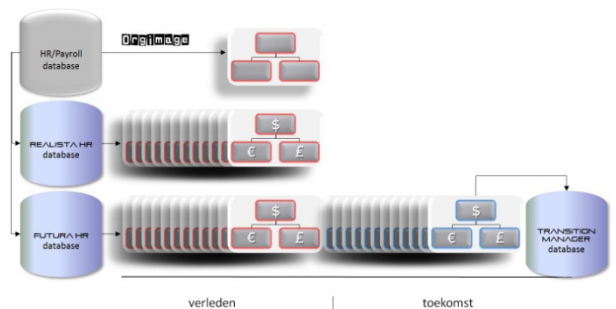 HR/Payroll
database
Orgimage
REALISTA HR
database
$
€ £
FUTURA HR
database
$
€ £
$
€ £
TRANSITION
MANAGER
database
verleden | toekomst